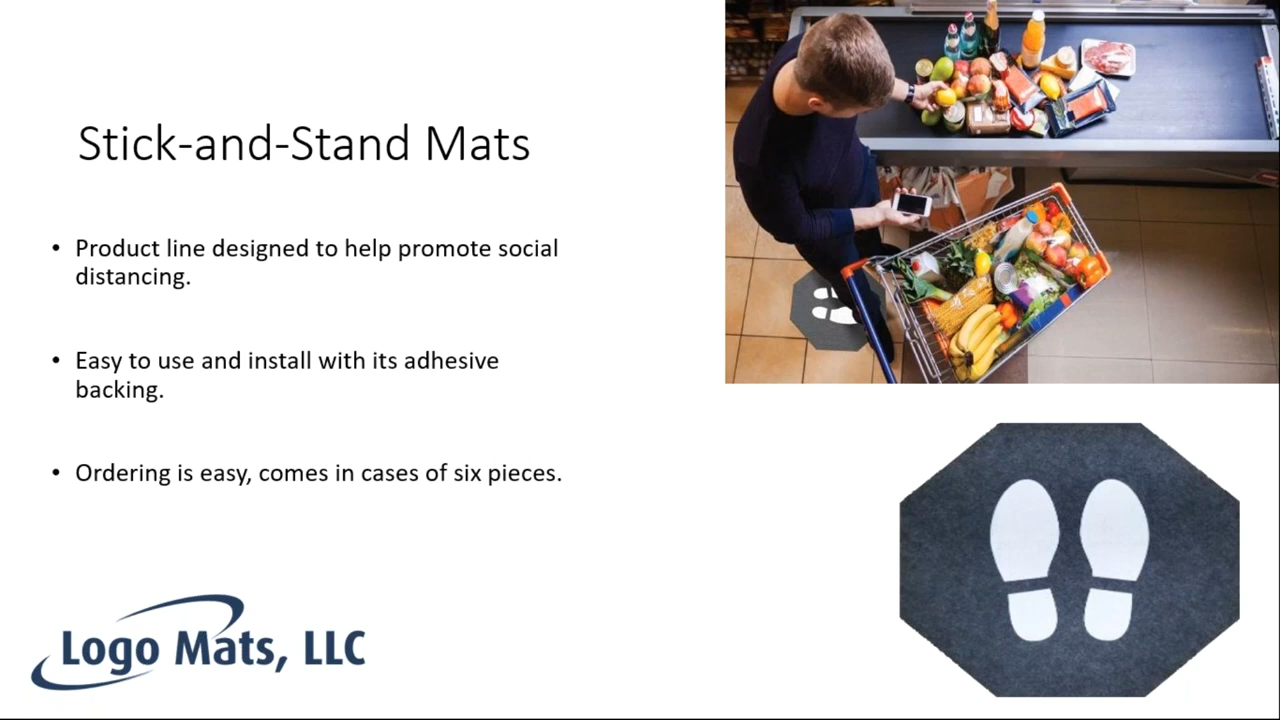 Stick-and-Stand Mats
• Product line designed to help promote social
distancing.
• Easy to use and install with its adhesive
backing.
• Ordering is easy, comes in cases of six pieces.
Logo Mats, LLC